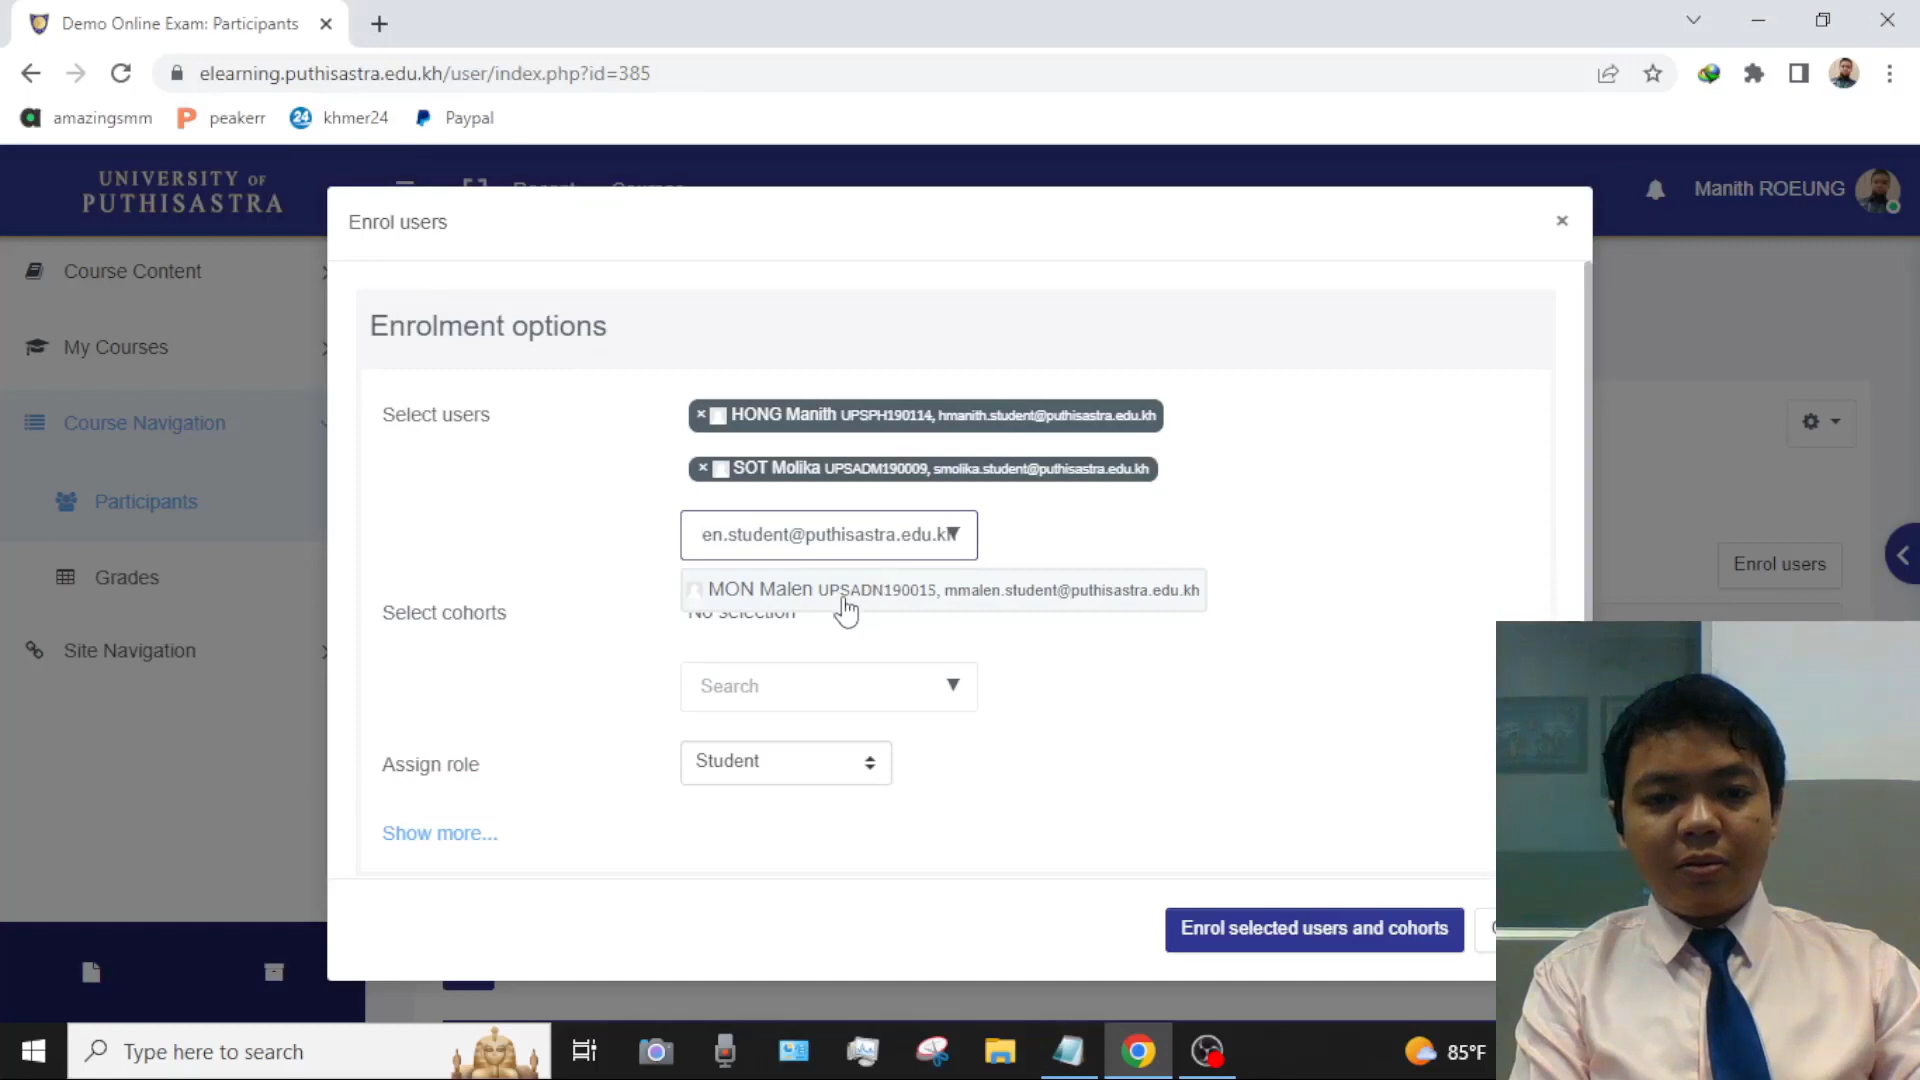 Demo Online Exam: Participants
elearning.puthisastra.edu.kh/user/index.php?id=385
amazingsmm
peakerr
24 khmer24
Paypal
UNIVERSITY OF
PUTHISASTRA
Manith ROEUNG
Enrol users
Course Content
My Courses
Course Navigation
Participants
Grades
Site Navigation
Enrolment options
Select users
× HONG Manith UPSPH190114, hmanith.student@puthisastra.edu.kh
× SOT Molika UPSADM190009, smolika.student@puthisastra.edu.kh
en.student@puthisastra.edu.kh
MON Malen UPSADN190015, mmalen.student@puthisastra.edu.kh
Select cohorts
No selection
Search
Assign role
Student
Show more...
Enrol users
Enrol selected users and cohorts
Type here to search
85°F